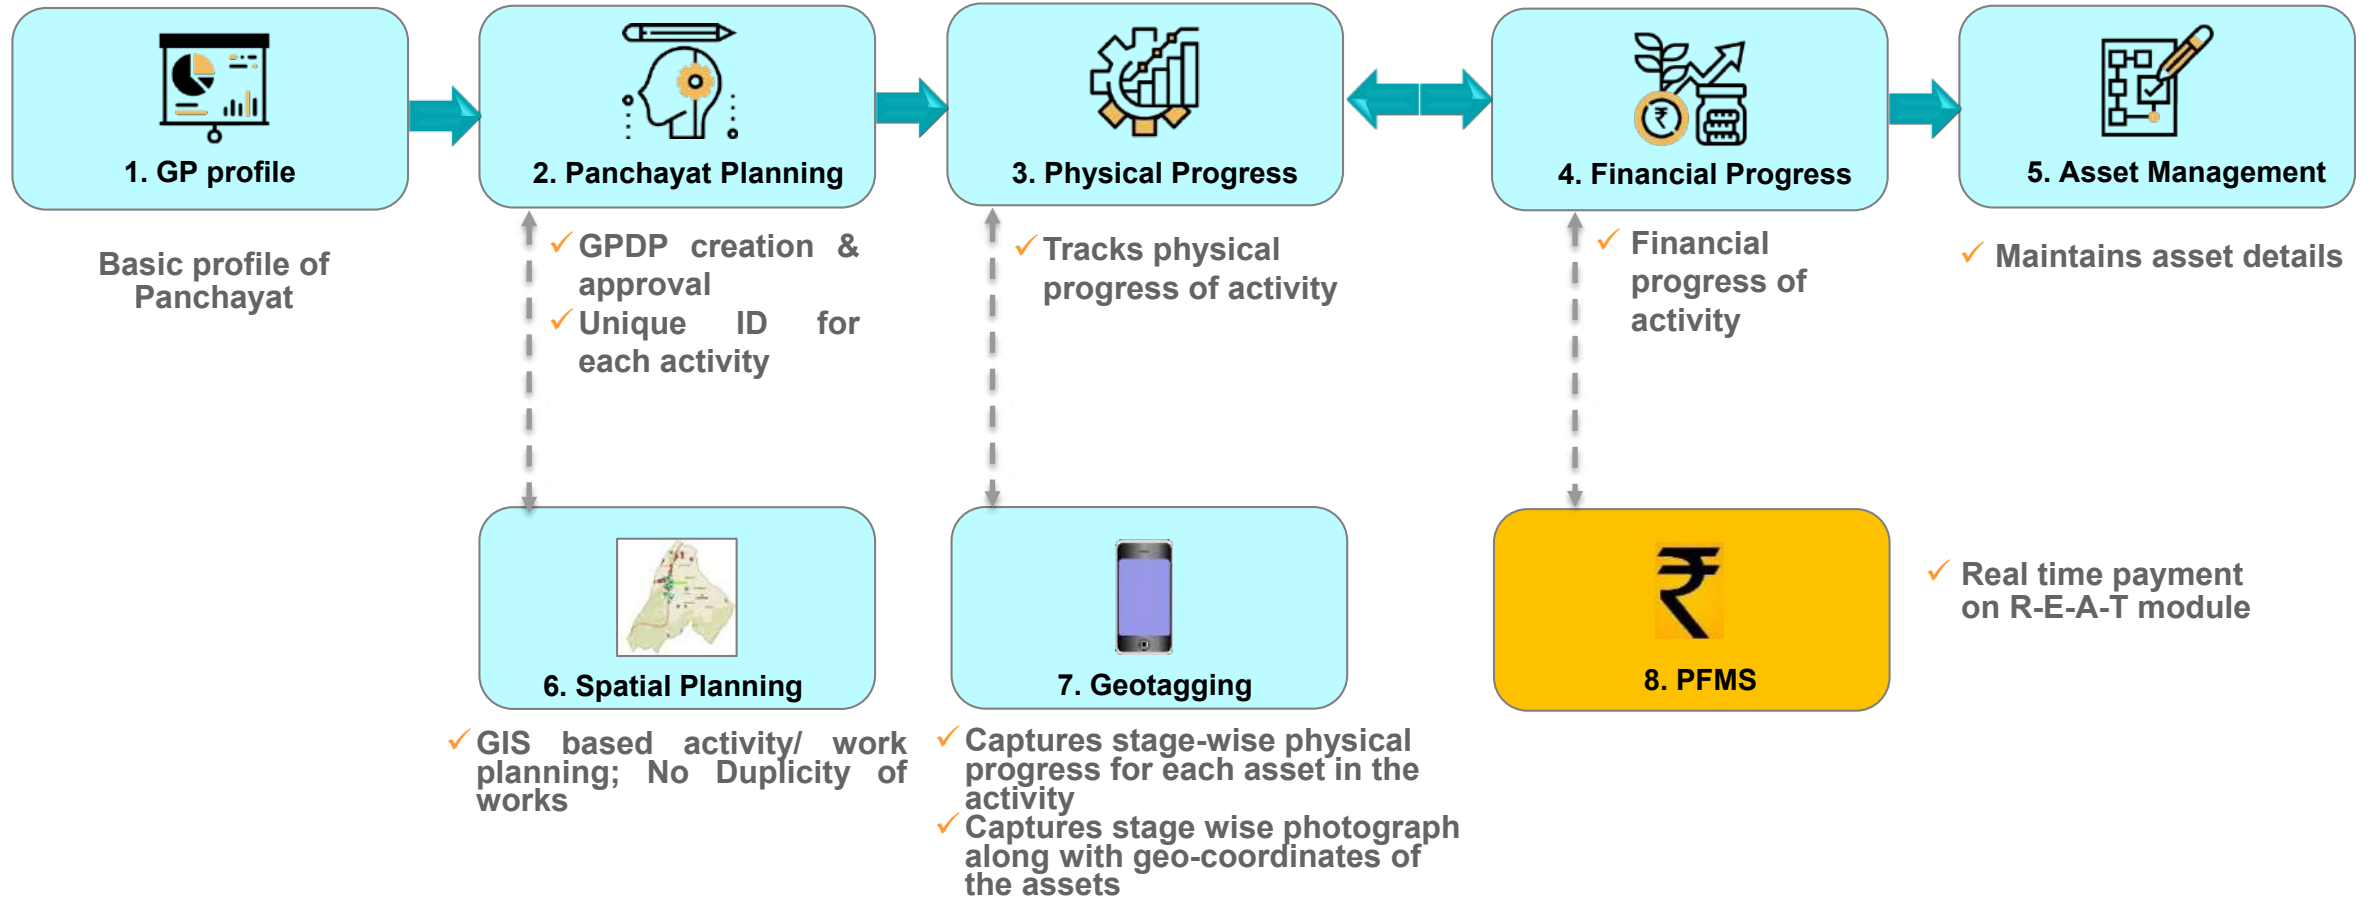 1. GP profile
2. Panchayat Planning
3. Physical Progress
4. Financial Progress
5. Asset Management
Basic profile of
Panchayat
✓ GPDP creation &
approval
✓ Unique ID for
each activity
✓ Tracks physical
progress of activity
✓ Financial
progress of
activity
✓ Maintains asset details
6. Spatial Planning
7. Geotagging
₹
8. PFMS
✓ Real time payment
on R-E-A-T module
✓ GIS based activity/ work
planning; No Duplicity of
works
✓ Captures stage-wise physical
progress for each asset in the
activity
✓ Captures stage wise photograph
along with geo-coordinates of
the assets